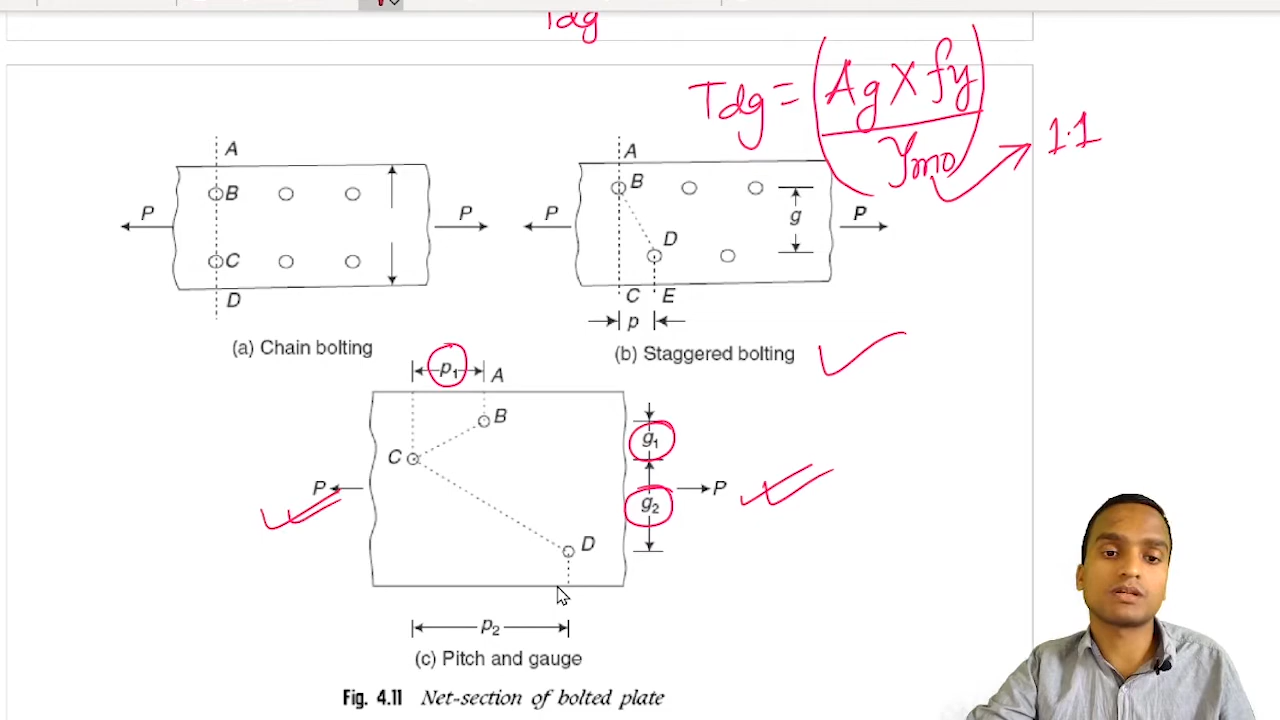 Tdg
Tdg = (Ag X fy / γm0) → 1.1
A
B
P
P
C
D
(a) Chain bolting
A
B
P
g
P
D
C E
p
(b) Staggered bolting
p1 A
B
g1
C
P
P
g2
D
p2
(c) Pitch and gauge
Fig. 4.11 Net-section of bolted plate